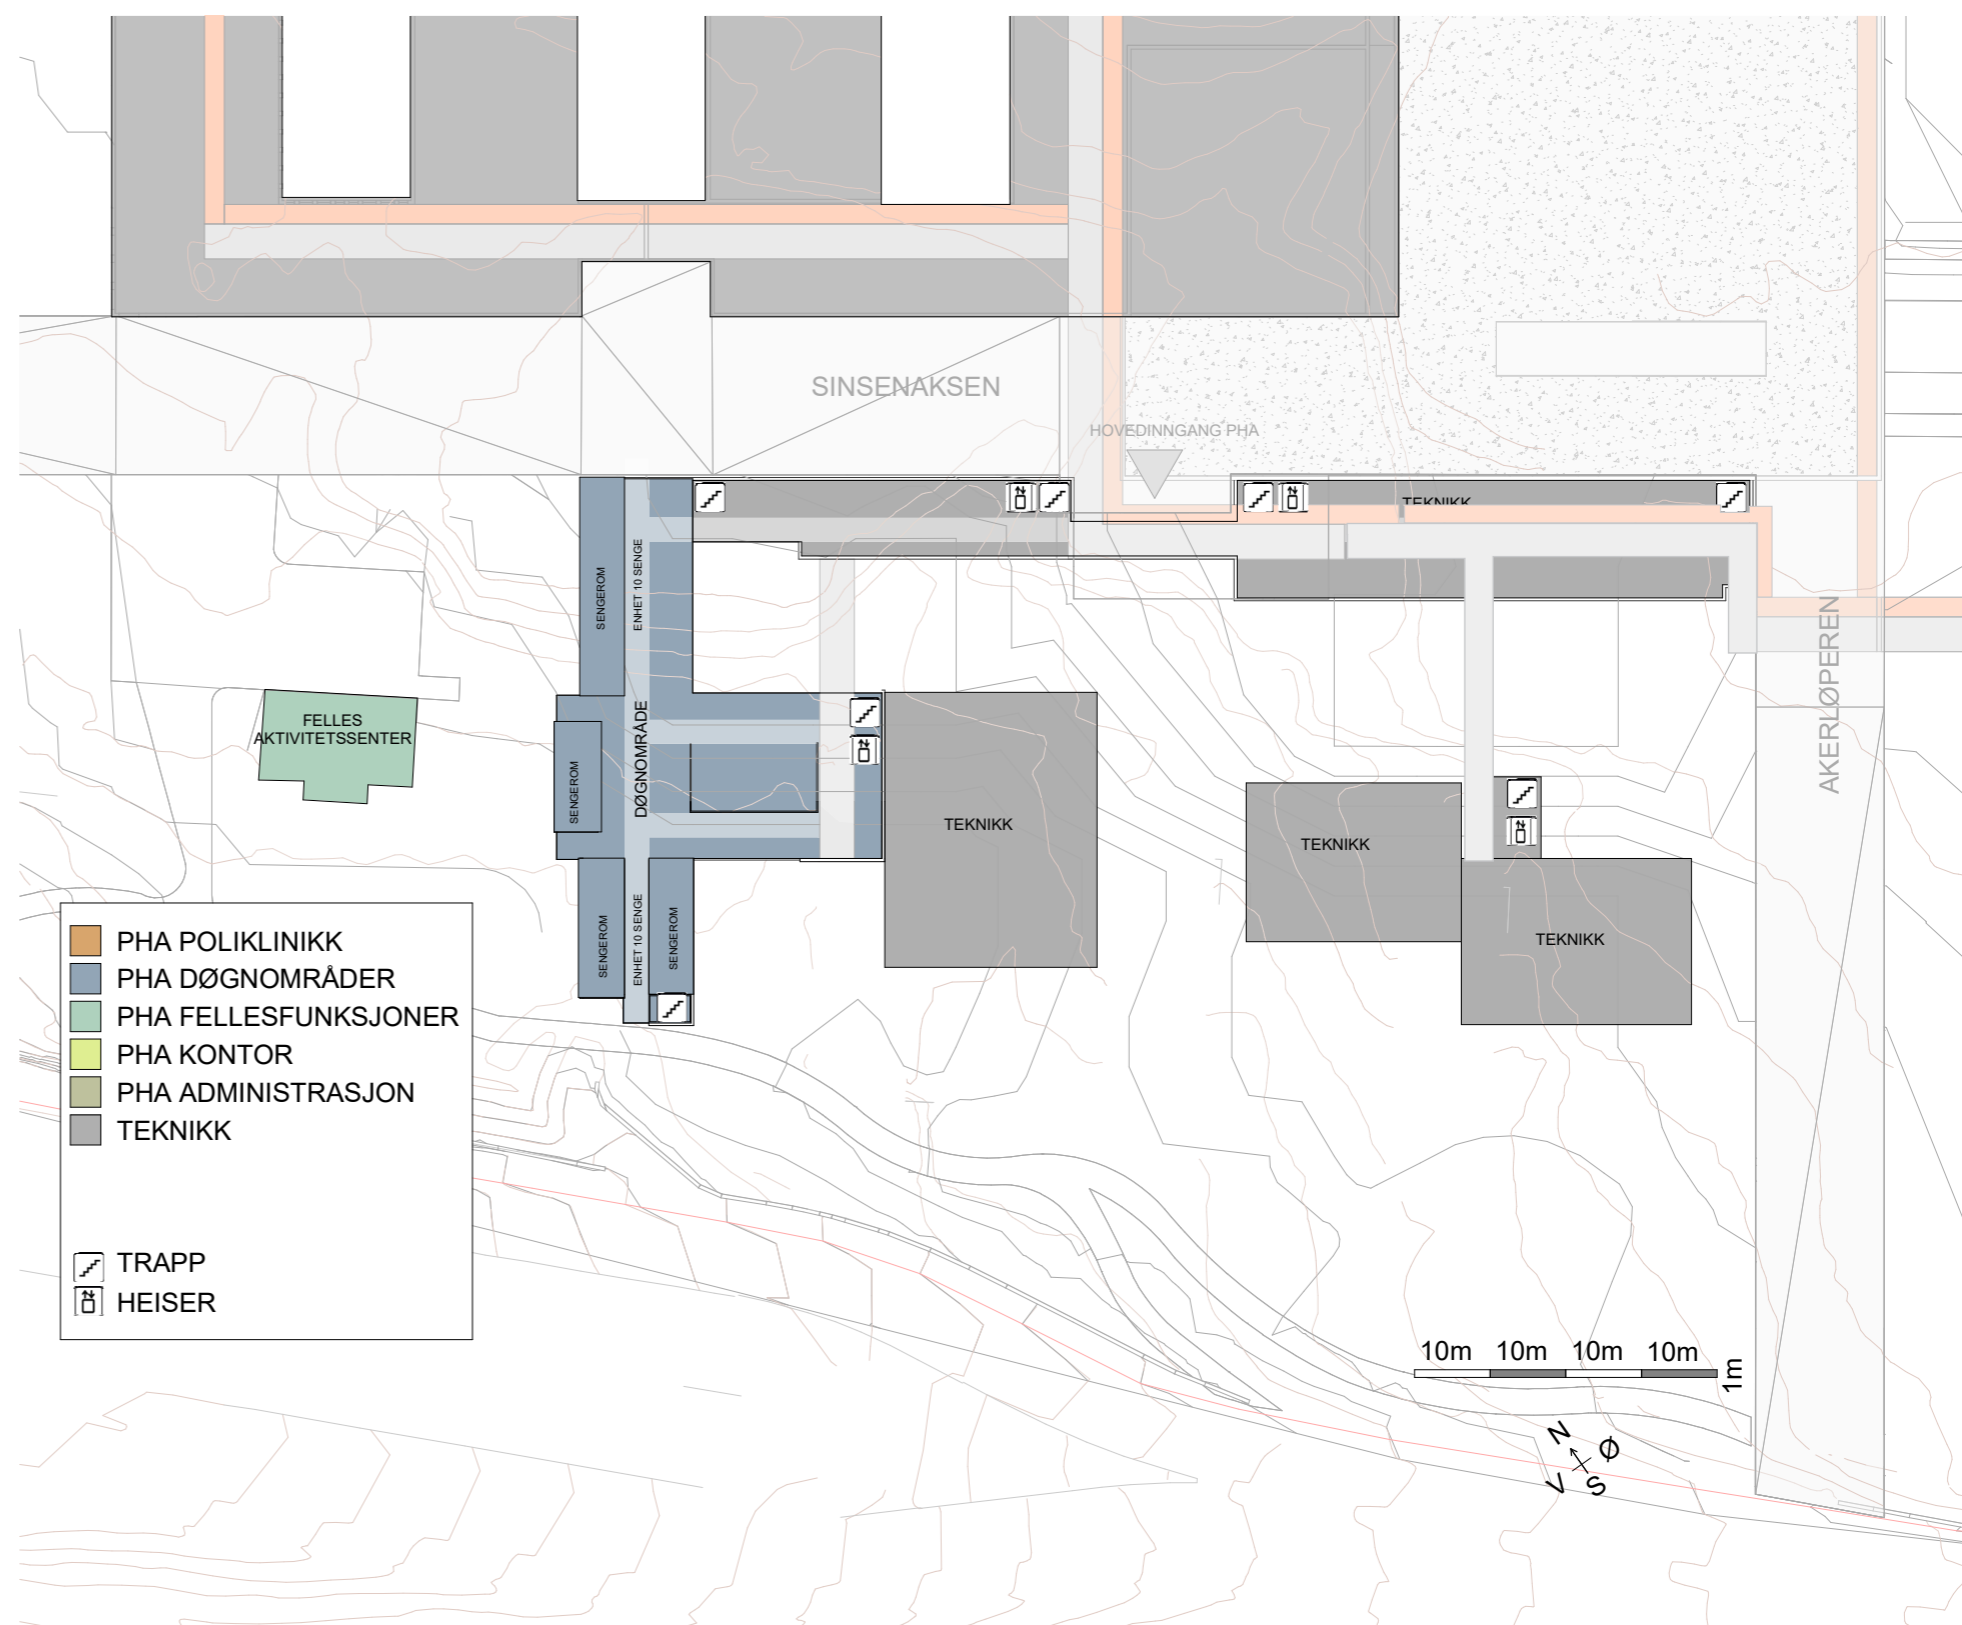 SINSENAKSEN
HOVEDINNGANG PHA
TEKNIKK
SENGEROM
ENHET 10 SENGE
AKERLØPEREN
FELLES
AKTIVITETSSENTER
DØGNOMRÅDE
SENGEROM
TEKNIKK
TEKNIKK
TEKNIKK
SENGEROM
ENHET 10 SENGE
SENGEROM
PHA POLIKLINIKK
PHA DØGNOMRÅDER
PHA FELLESFUNKSJONER
PHA KONTOR
PHA ADMINISTRASJON
TEKNIKK
TRAPP
HEISER
10m 10m 10m 10m
1m
N
Ø
V
S